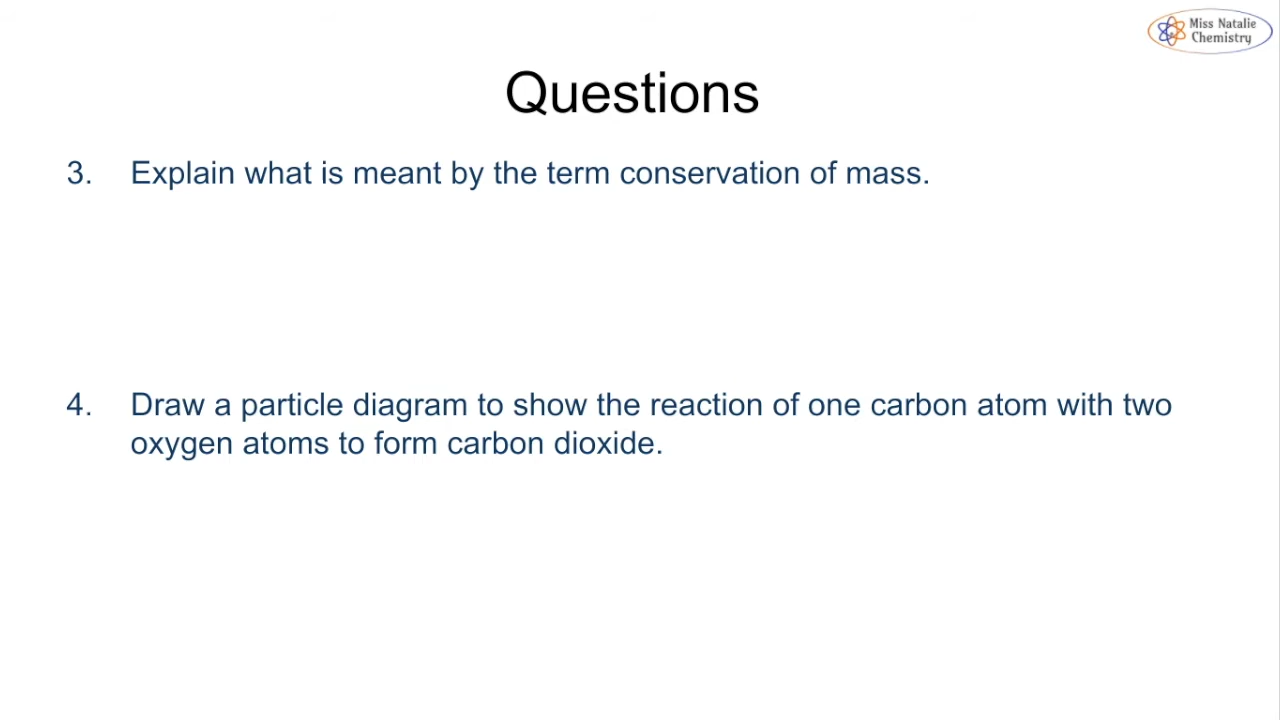 Miss Natalie
Chemistry
Questions
3. Explain what is meant by the term conservation of mass.
4. Draw a particle diagram to show the reaction of one carbon atom with two
oxygen atoms to form carbon dioxide.